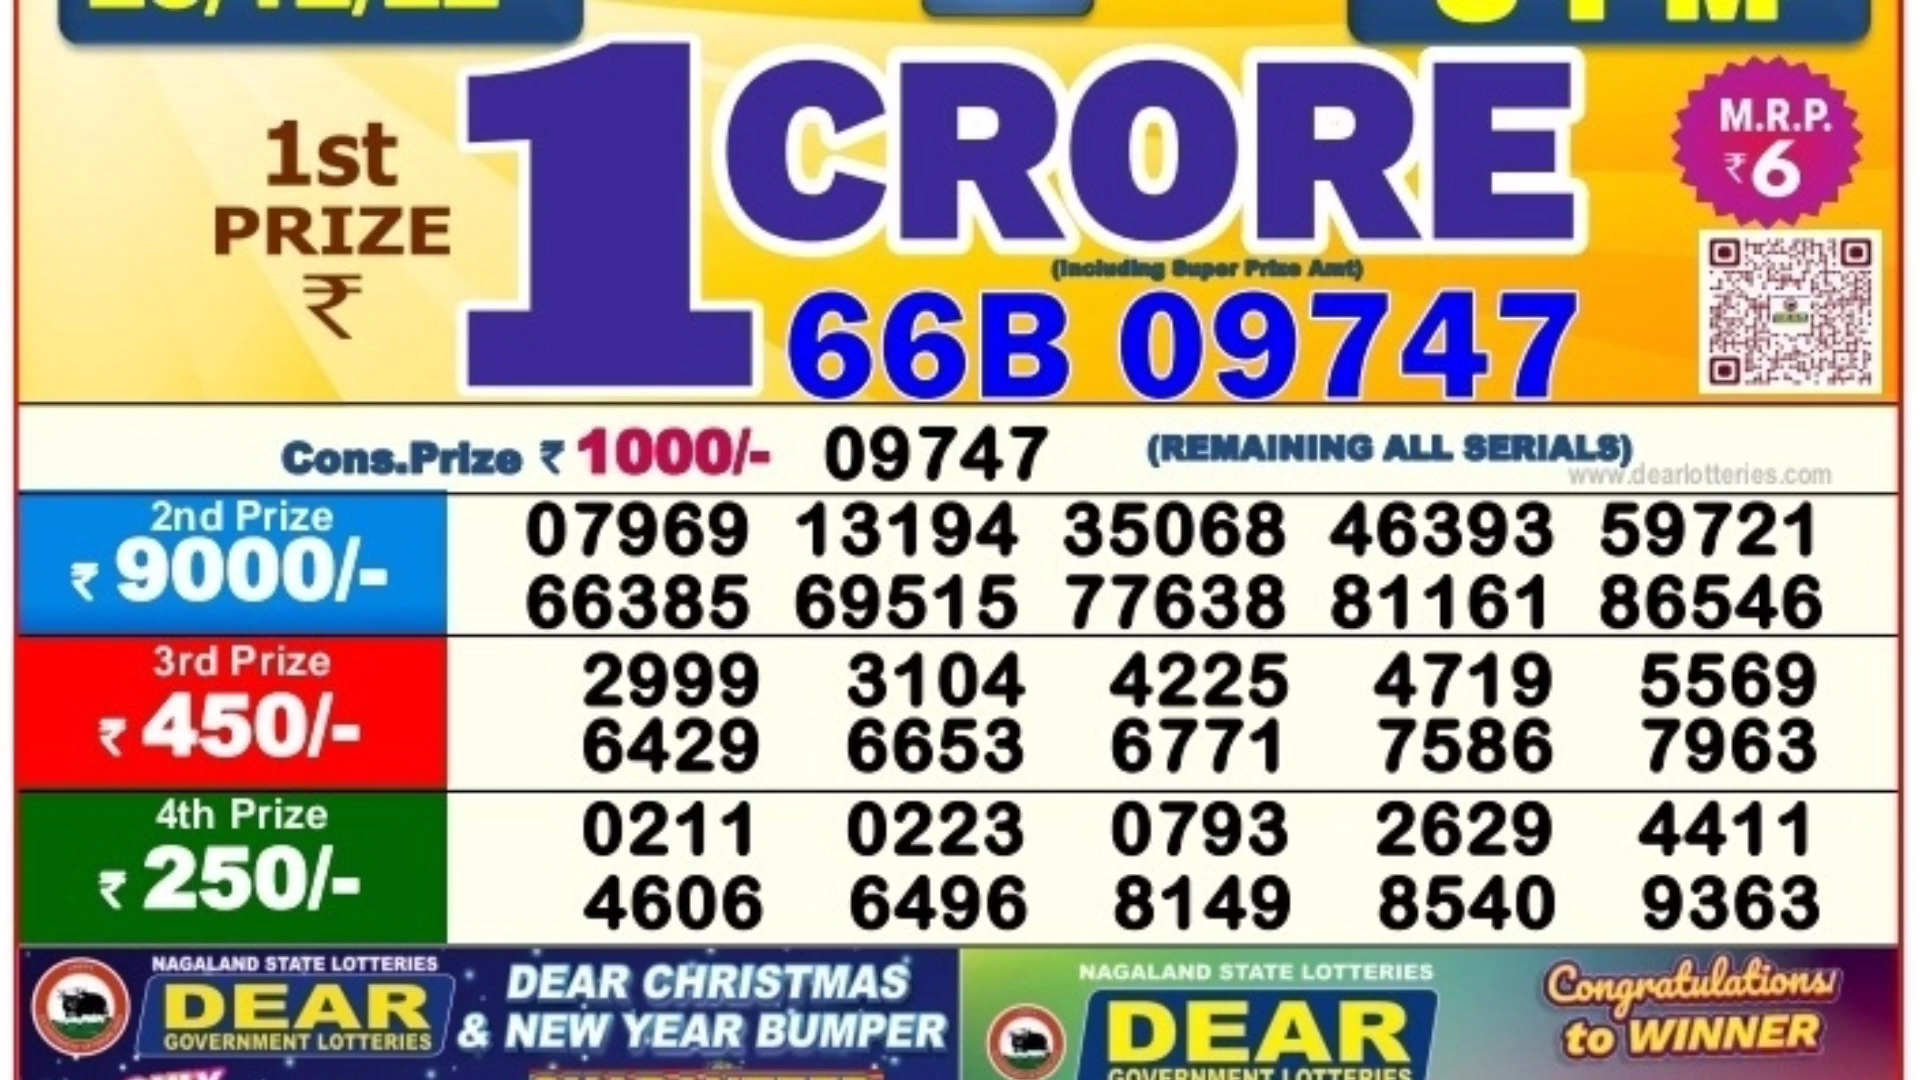 1st
PRIZE
₹
1 CRORE
(Including Super Prize Amt)
66B 09747
M.R.P.
₹6
Cons.Prize ₹ 1000/- 09747 (REMAINING ALL SERIALS)
www.dearlotteries.com
2nd Prize
₹ 9000/-
07969 13194 35068 46393 59721
66385 69515 77638 81161 86546
3rd Prize
₹ 450/-
2999 3104 4225 4719 5569
6429 6653 6771 7586 7963
4th Prize
₹ 250/-
0211 0223 0793 2629 4411
4606 6496 8149 8540 9363
NAGALAND STATE LOTTERIES
DEAR
GOVERNMENT LOTTERIES
DEAR CHRISTMAS
& NEW YEAR BUMPER
NAGALAND STATE LOTTERIES
DEAR
GOVERNMENT LOTTERIES
Congratulations!
to WINNER